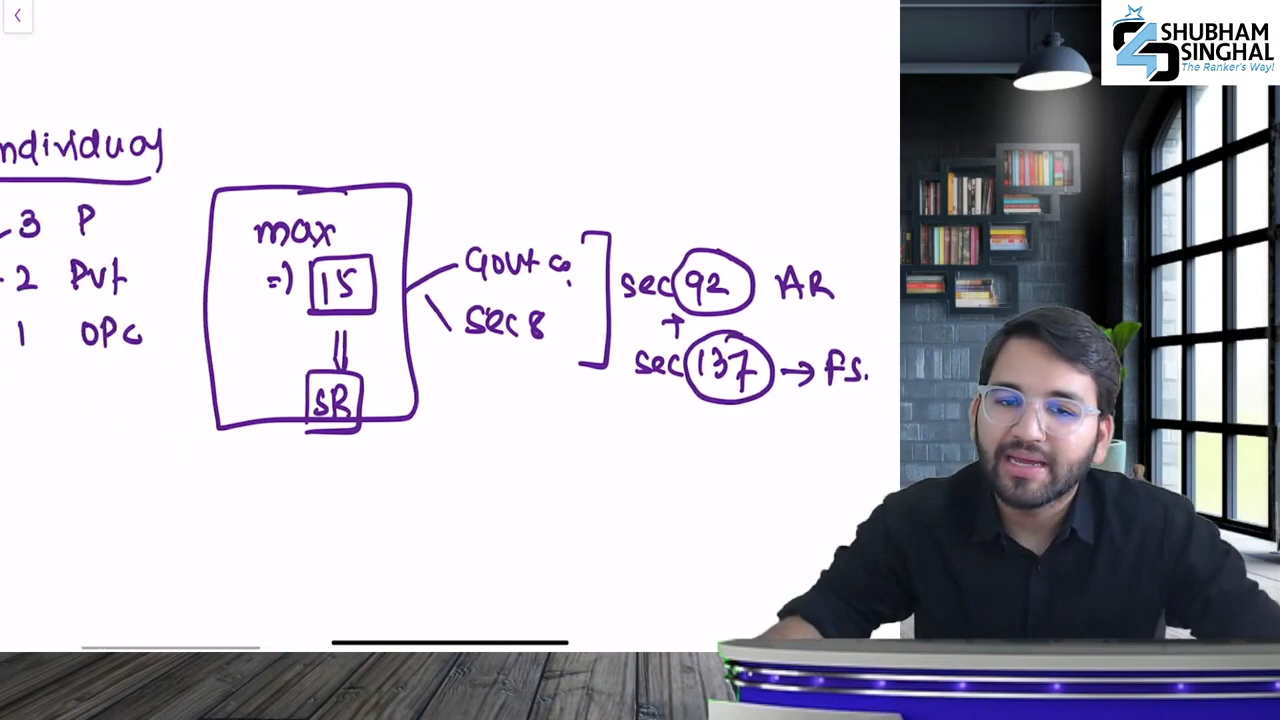 SHUBHAM
SINGHAL
The Ranker's Way!
ndividual
3 P
2 Pvt
1 OPC
max
=) 15
SR
Govt co.
Sec 8
sec 92 AR
+
sec 137 → FS.